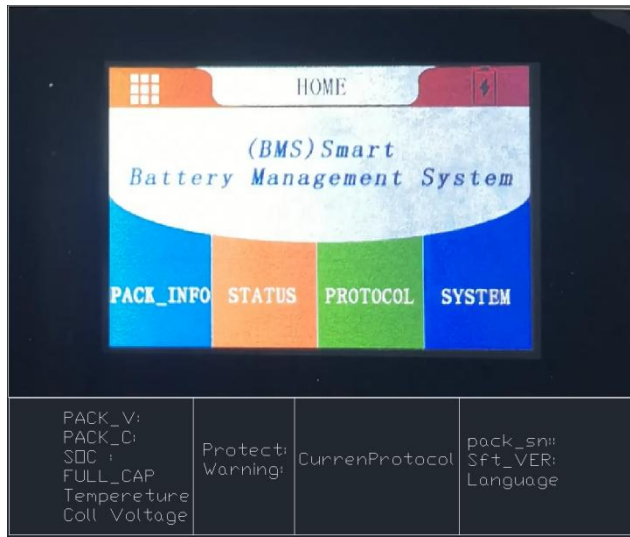 HOME
(BMS)Smart
Battery Management System
PACK_INFO
STATUS
PROTOCOL
SYSTEM
PACK_V:
PACK_C:
SOC :
FULL_CAP
Tempereture
Coll Voltage
Protect:
Warning:
CurrenProtocol
pack_sn::
Sft_VER:
Language